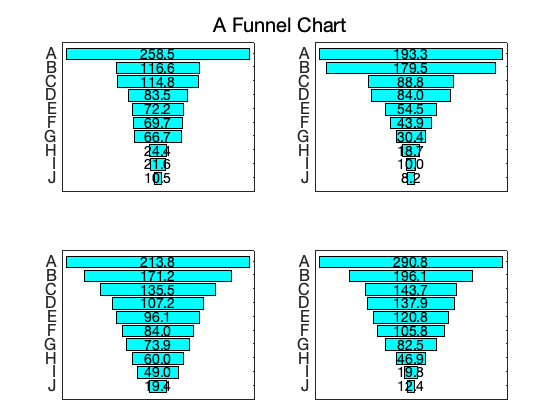 A Funnel Chart
A 258.5
B 116.6
C 114.8
D 83.5
E 72.2
F 69.7
G 66.7
H 24.4
I 21.6
J 10.5
A 193.3
B 179.5
C 88.8
D 84.0
E 54.5
F 43.9
G 30.4
H 18.7
I 10.0
J 8.2
A 213.8
B 171.2
C 135.5
D 107.2
E 96.1
F 84.0
G 73.9
H 60.0
I 49.0
J 19.4
A 290.8
B 196.1
C 143.7
D 137.9
E 120.8
F 105.8
G 82.5
H 46.9
I 19.8
J 12.4